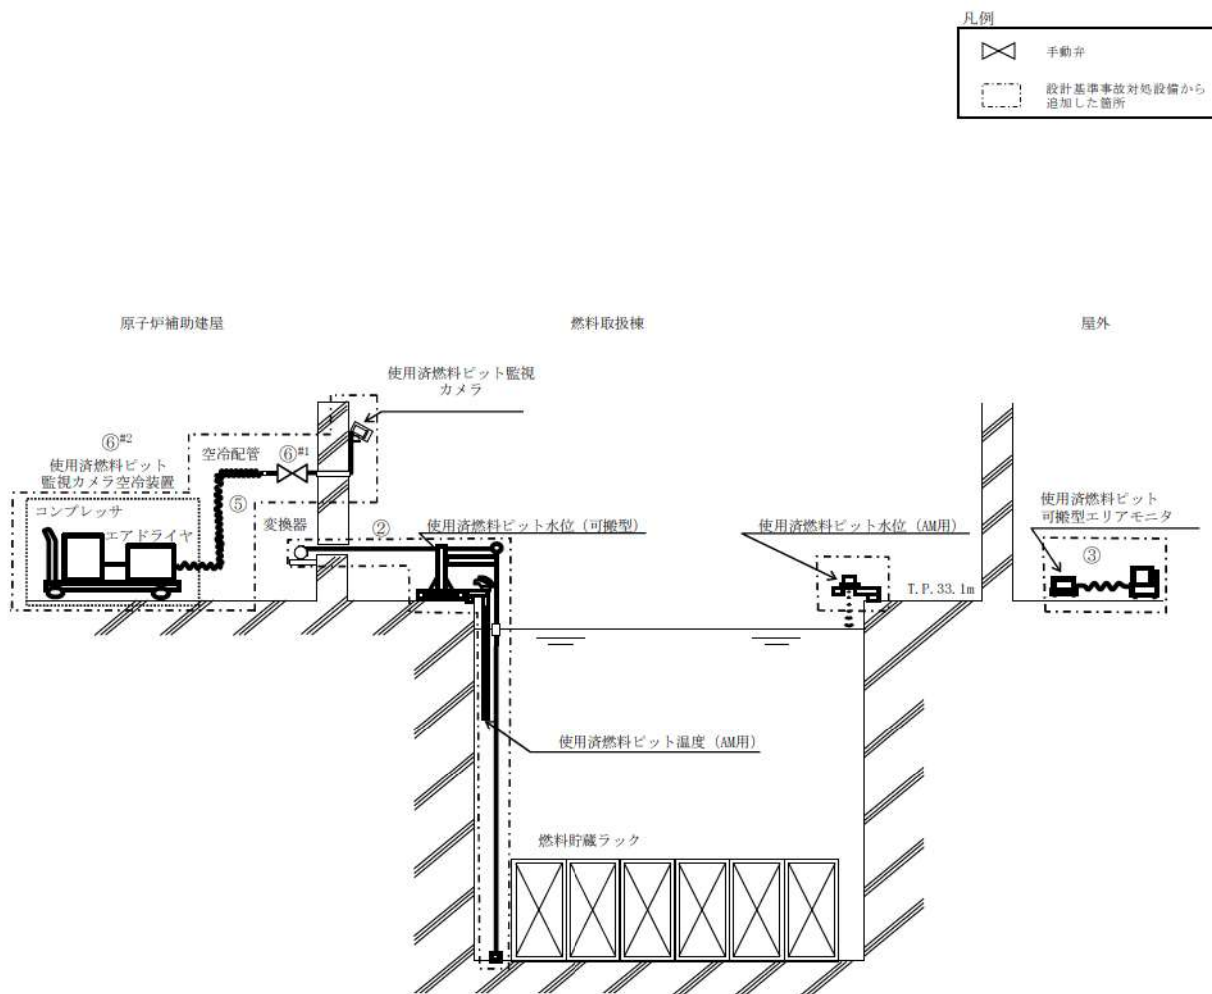 凡例
手動弁
設計基準事故対処設備から
追加した箇所
原子炉補助建屋
燃料取扱棟
屋外
使用済燃料ピット監視
カメラ
⑥#2
使用済燃料ピット
監視カメラ空冷装置
空冷配管
⑥#1
コンプレッサ
エアドライヤ
⑤
変換器
②
使用済燃料ピット水位（可搬型）
使用済燃料ピット水位（AM用）
T.P.33.1m
使用済燃料ピット
可搬型エリアモニタ
③
使用済燃料ピット温度（AM用）
燃料貯蔵ラック